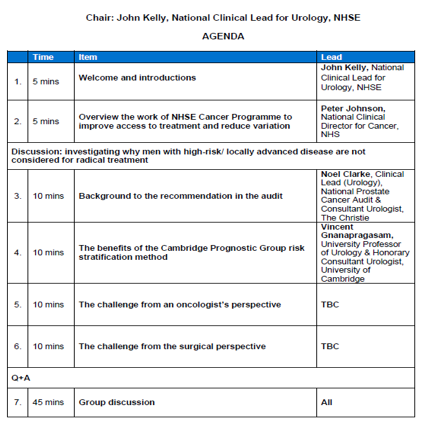 Chair: John Kelly, National Clinical Lead for Urology, NHSE
AGENDA
Time Item Lead
1. 5 mins Welcome and introductions John Kelly, National
Clinical Lead for
Urology, NHSE
2. 5 mins Overview the work of NHSE Cancer Programme to
improve access to treatment and reduce variation
Peter Johnson,
National Clinical
Director for Cancer,
NHS
Discussion: investigating why men with high-risk/ locally advanced disease are not
considered for radical treatment
3. 10 mins Background to the recommendation in the audit
Noel Clarke, Clinical
Lead (Urology),
National Prostate
Cancer Audit &
Consultant Urologist,
The Christie
4. 10 mins The benefits of the Cambridge Prognostic Group risk
stratification method
Vincent
Gnanapragasam,
University Professor
of Urology & Honorary
Consultant Urologist,
University of
Cambridge
5. 10 mins The challenge from an oncologist's perspective TBC
6. 10 mins The challenge from the surgical perspective TBC
Q+A
7. 45 mins Group discussion All